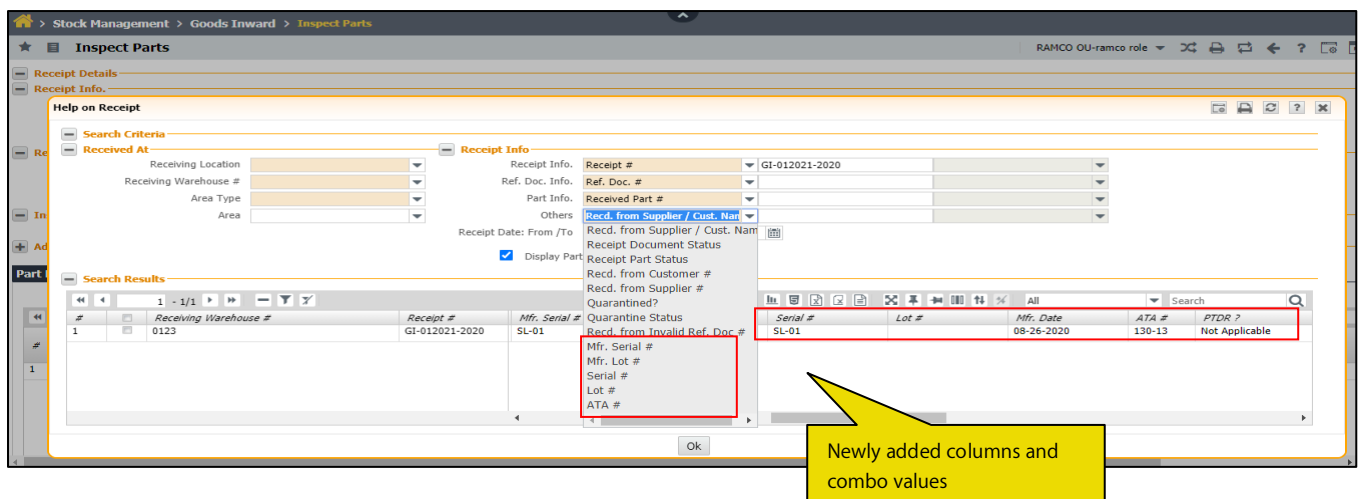 > Stock Management > Goods Inward > Inspect Parts
Inspect Parts
RAMCO OU-ramco role
Receipt Details
Receipt Info.
Help on Receipt
Search Criteria
Received At
Receipt Info
Receiving Location
Receipt Info. Receipt # GI-012021-2020
Receiving Warehouse #
Ref. Doc. Info. Ref. Doc. #
Area Type
Part Info. Received Part #
Area
Others Recd. from Supplier / Cust. Nan
Receipt Date: From /To
Display Part
Recd. from Supplier / Cust. Nam
Receipt Document Status
Receipt Part Status
Recd. from Customer #
Recd. from Supplier #
Quarantined?
Quarantine Status
Recd. from Invalid Ref. Doc #
Mfr. Serial #
Mfr. Lot #
Serial #
Lot #
ATA #
Re
In
Ad
Part
Search Results
1 - 1/1
All
Search
# Receiving Warehouse # Receipt # Mfr. Serial # Serial # Lot # Mfr. Date ATA # PTDR ?
1 0123 GI-012021-2020 SL-01 SL-01 08-26-2020 130-13 Not Applicable
#
1
Ok
Newly added columns and
combo values